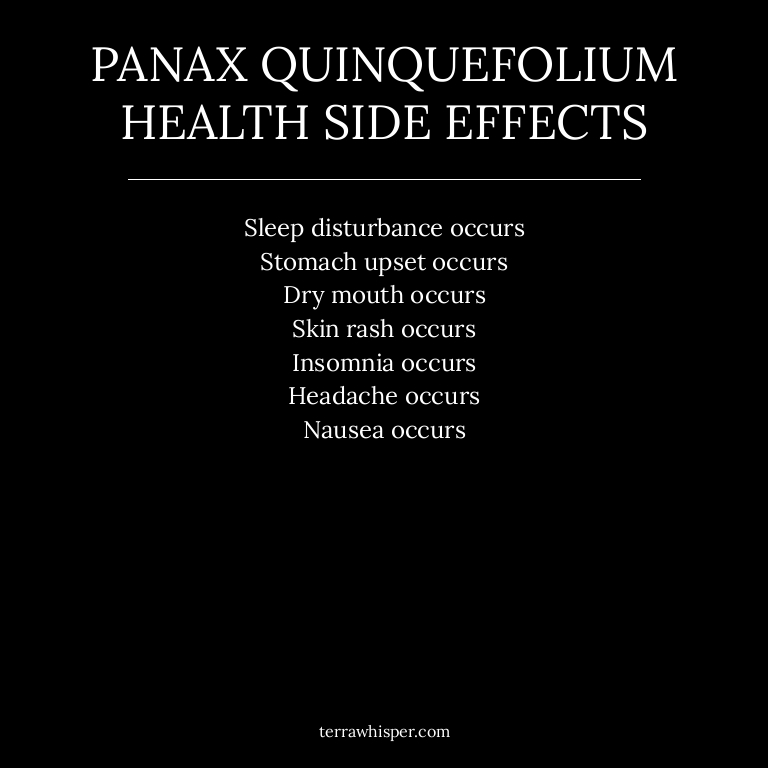 PANAX QUINQUEFOLIUM
HEALTH SIDE EFFECTS
Sleep disturbance occurs
Stomach upset occurs
Dry mouth occurs
Skin rash occurs
Insomnia occurs
Headache occurs
Nausea occurs
terrawhisper.com